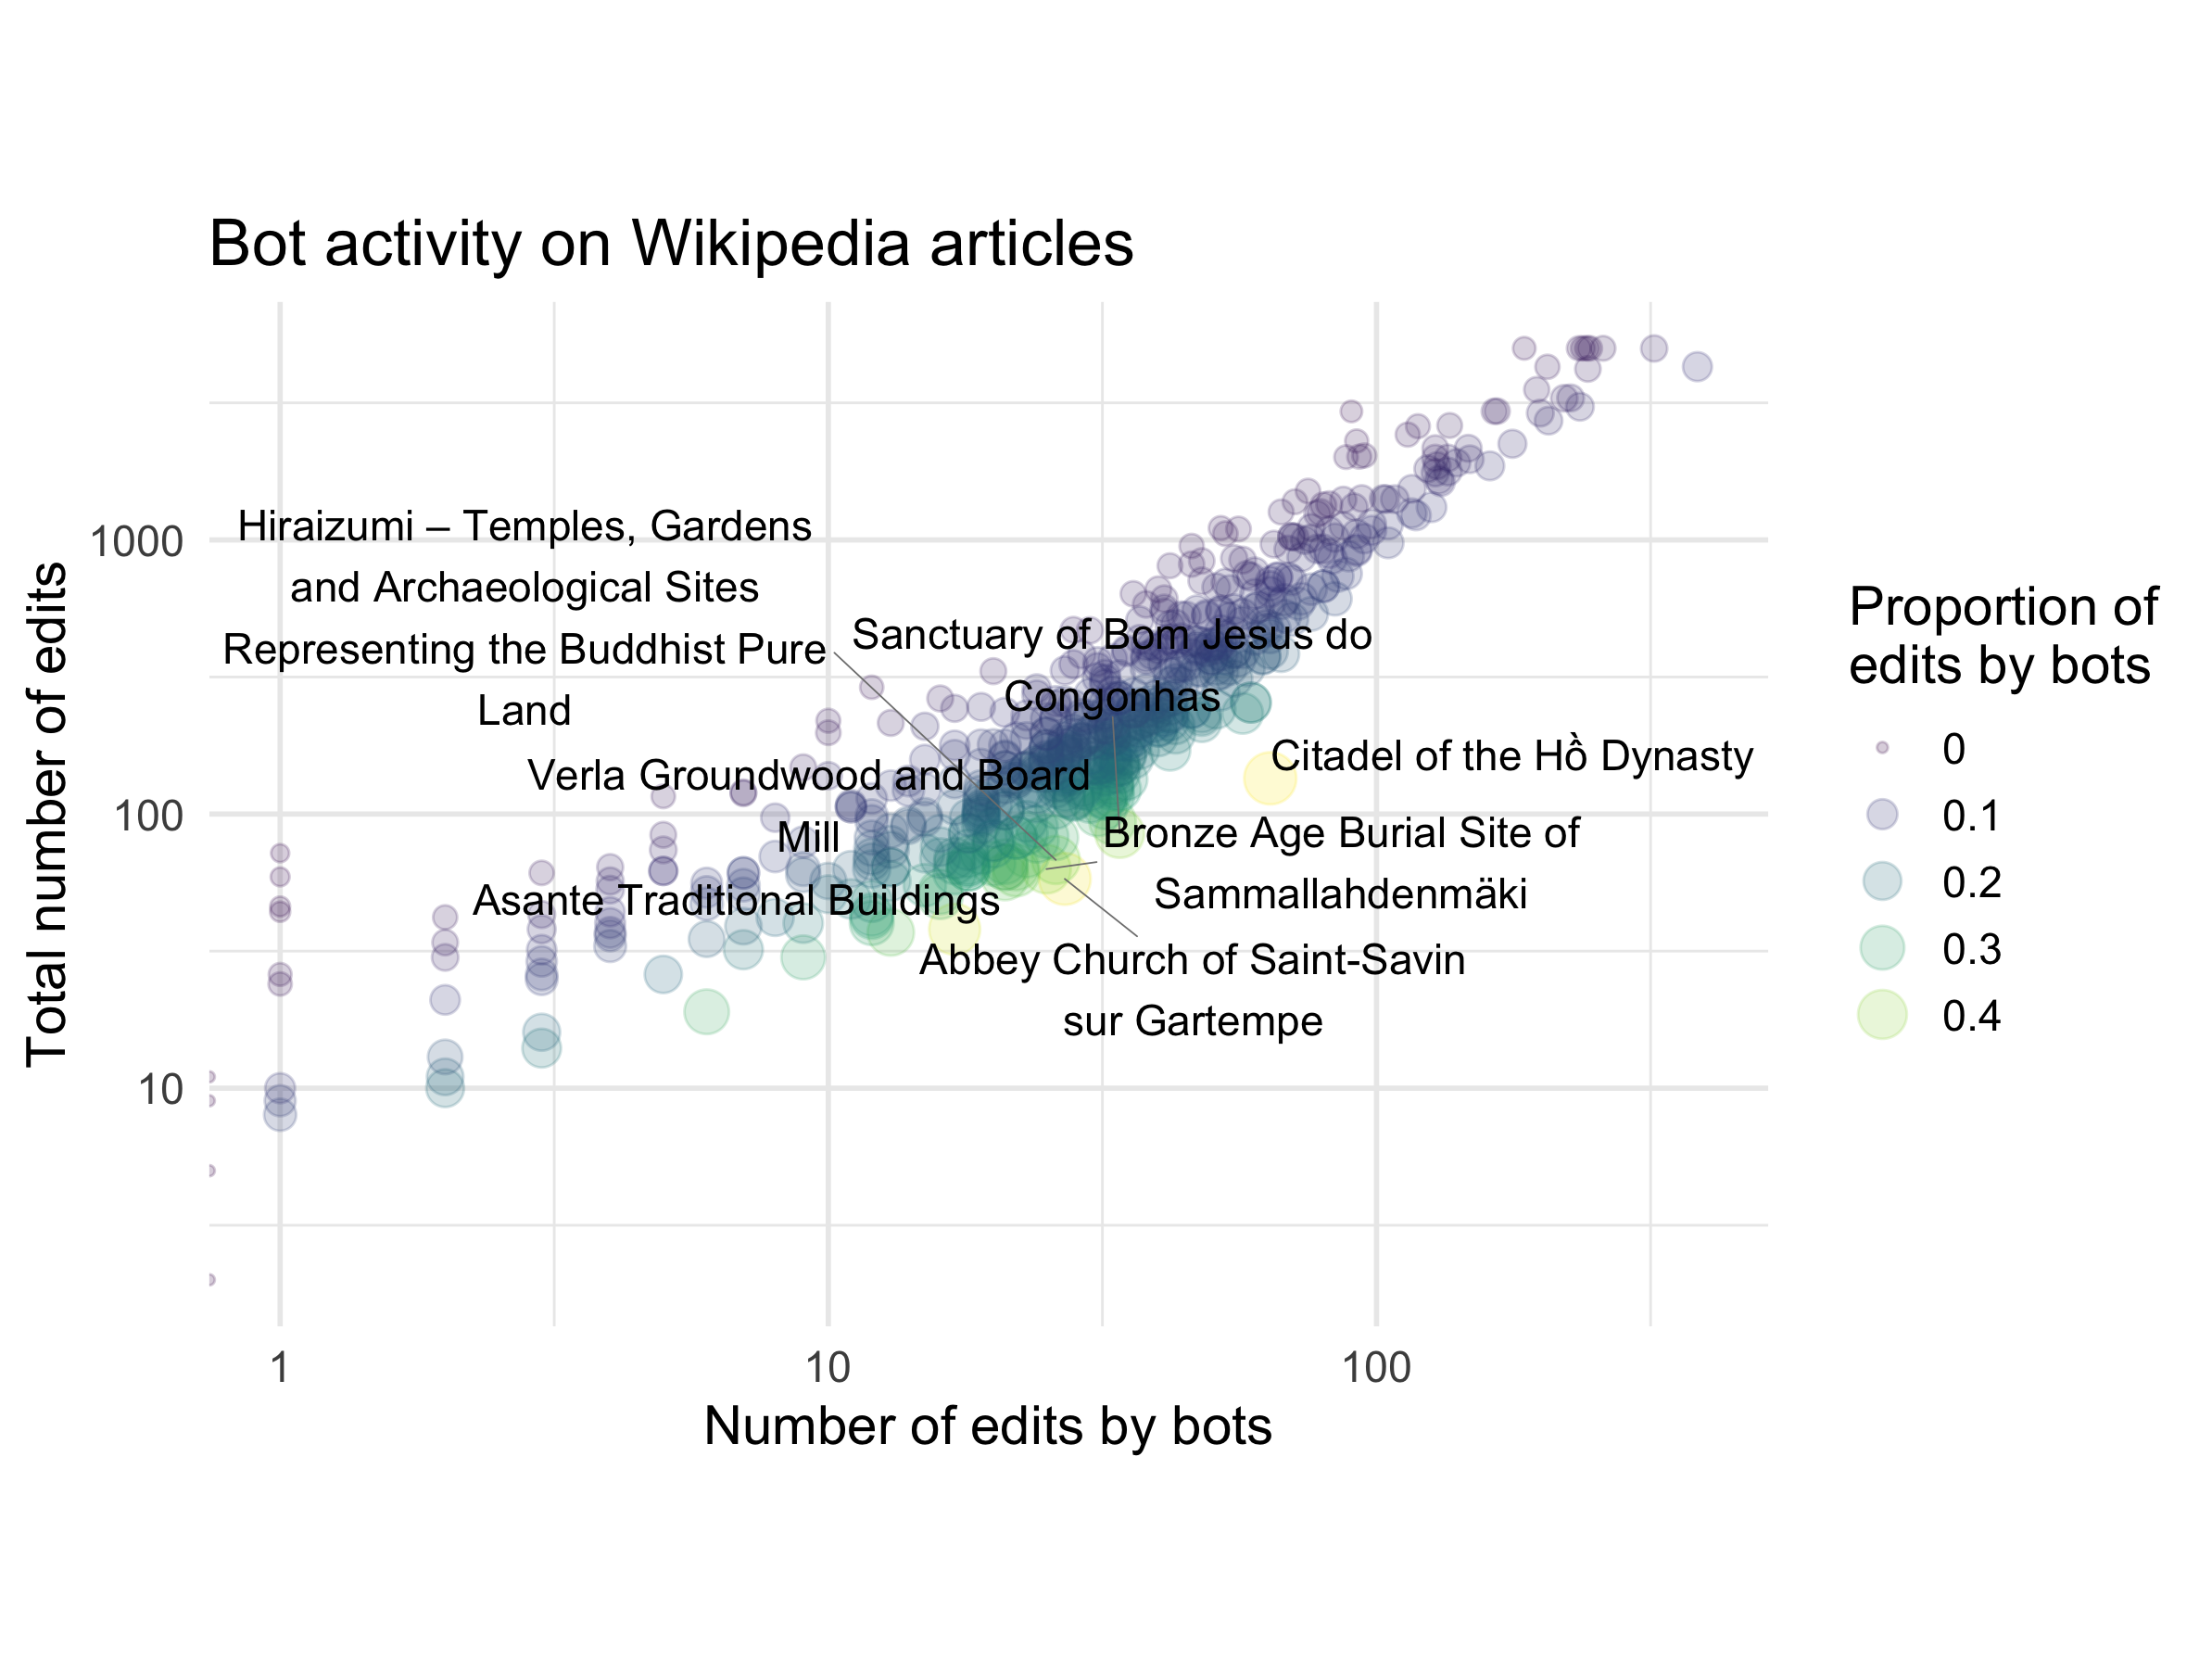 Bot activity on Wikipedia articles
Total number of edits
1000
100
10
Hiraizumi – Temples, Gardens
and Archaeological Sites
Representing the Buddhist Pure
Land
Sanctuary of Bom Jesus do
Congonhas
Citadel of the Hồ Dynasty
Verla Groundwood and Board
Mill
Bronze Age Burial Site of
Sammallahdenmäki
Asante Traditional Buildings
Abbey Church of Saint-Savin
sur Gartempe
1
10
100
Number of edits by bots
Proportion of
edits by bots
0
0.1
0.2
0.3
0.4